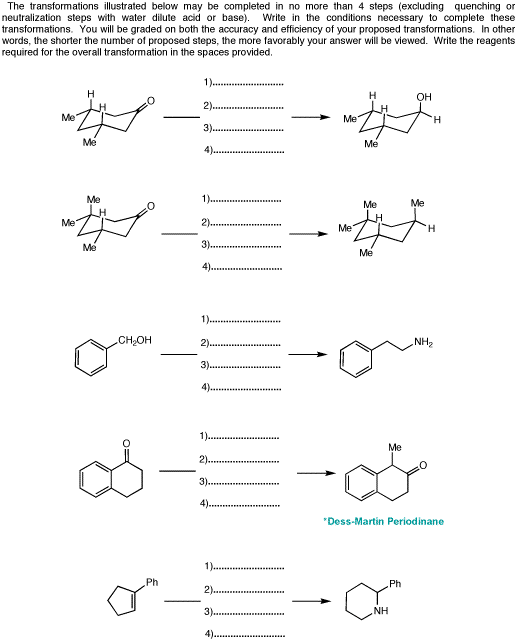 The transformations illustrated below may be completed in no more than 4 steps (excluding quenching or
neutralization steps with water dilute acid or base). Write in the conditions necessary to complete these
transformations. You will be graded on both the accuracy and efficiency of your proposed transformations. In other
words, the shorter the number of proposed steps, the more favorably your answer will be viewed. Write the reagents
required for the overall transformation in the spaces provided.
1)...........................
2)...........................
3)...........................
4)...........................
H
H
O
Me
Me
H
H
OH
Me
H
Me
1)...........................
2)...........................
3)...........................
4)...........................
Me
H
O
Me
Me
Me
Me
H
Me
H
Me
1)...........................
2)...........................
3)...........................
4)...........................
CH2OH
NH2
1)...........................
2)...........................
3)...........................
4)...........................
O
Me
O
*Dess-Martin Periodinane
1)...........................
2)...........................
3)...........................
4)...........................
Ph
Ph
NH